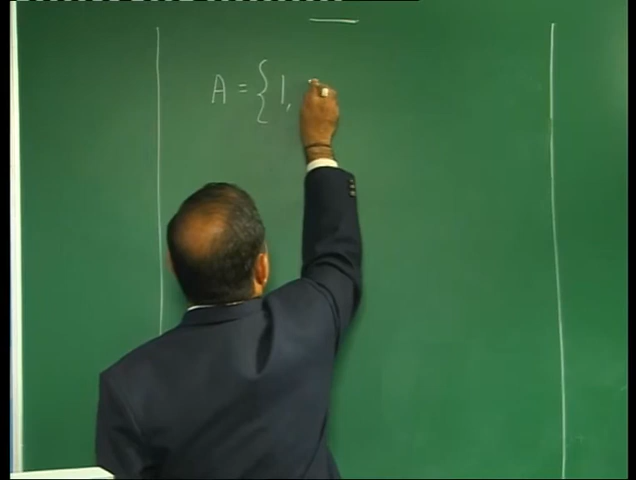 A = { 1,